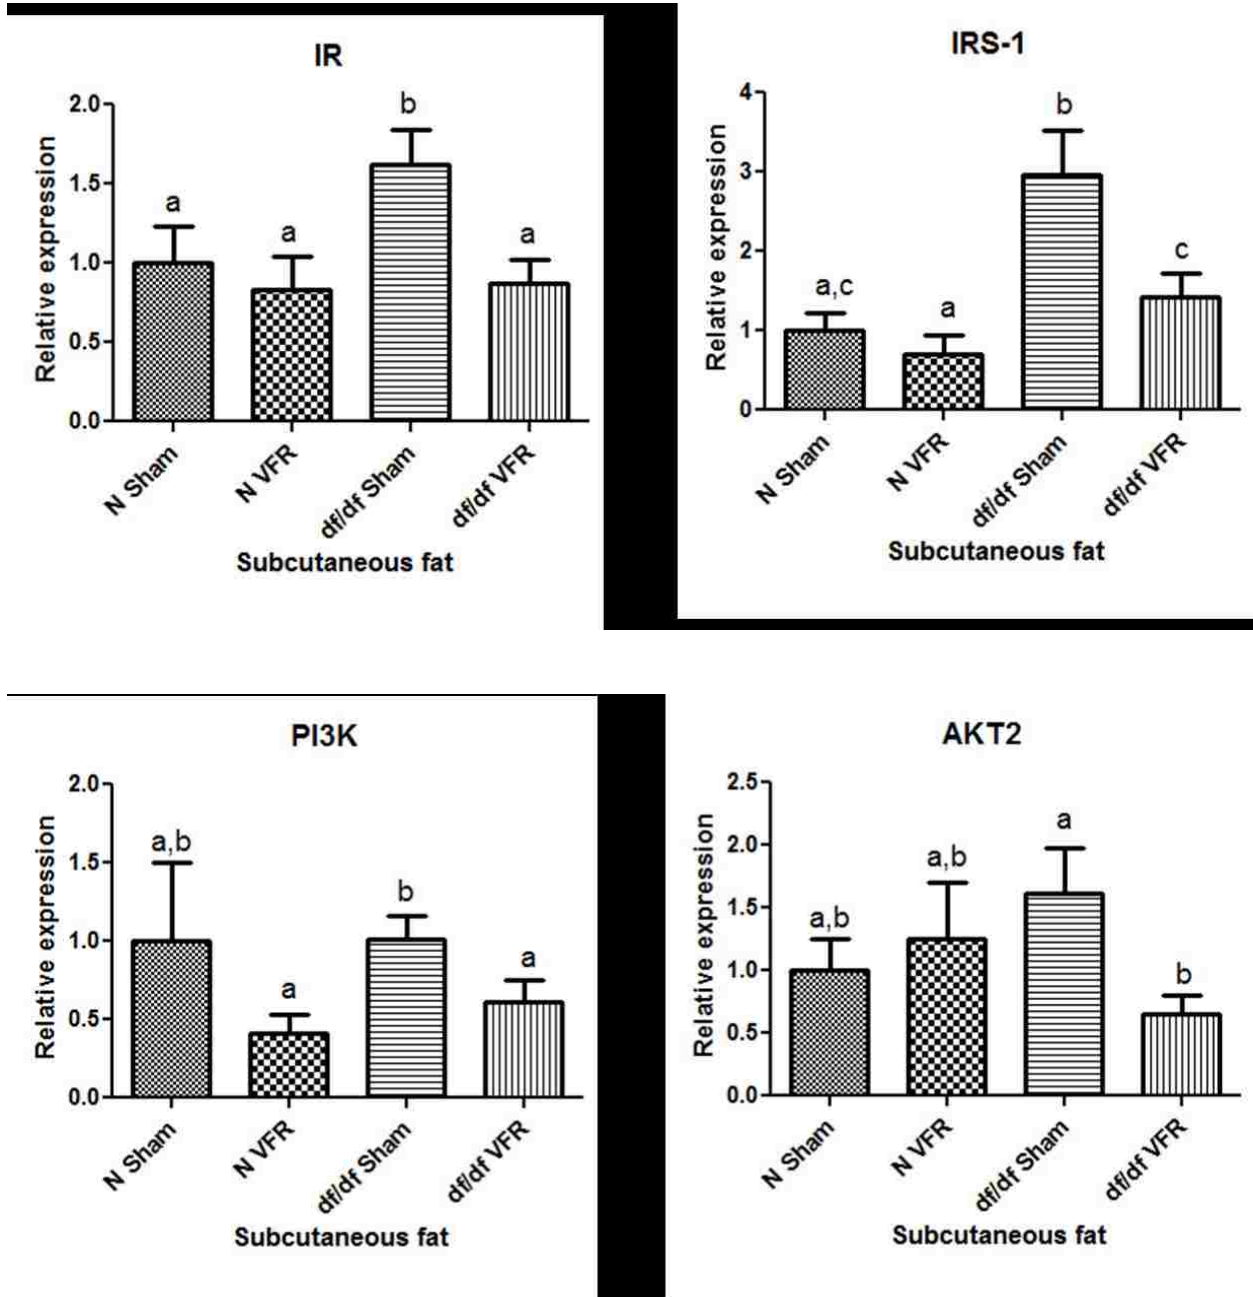 IR
Relative expression
2.0
1.5
1.0
0.5
0.0
a
a
b
a
N Sham
N VFR
df/df Sham
df/df VFR
Subcutaneous fat
IRS-1
Relative expression
4
3
2
1
0
a,c
a
b
c
N Sham
N VFR
df/df Sham
df/df VFR
Subcutaneous fat
PI3K
Relative expression
2.0
1.5
1.0
0.5
0.0
a,b
a
b
a
N Sham
N VFR
df/df Sham
df/df VFR
Subcutaneous fat
AKT2
Relative expression
2.5
2.0
1.5
1.0
0.5
0.0
a,b
a,b
a
b
N Sham
N VFR
df/df Sham
df/df VFR
Subcutaneous fat